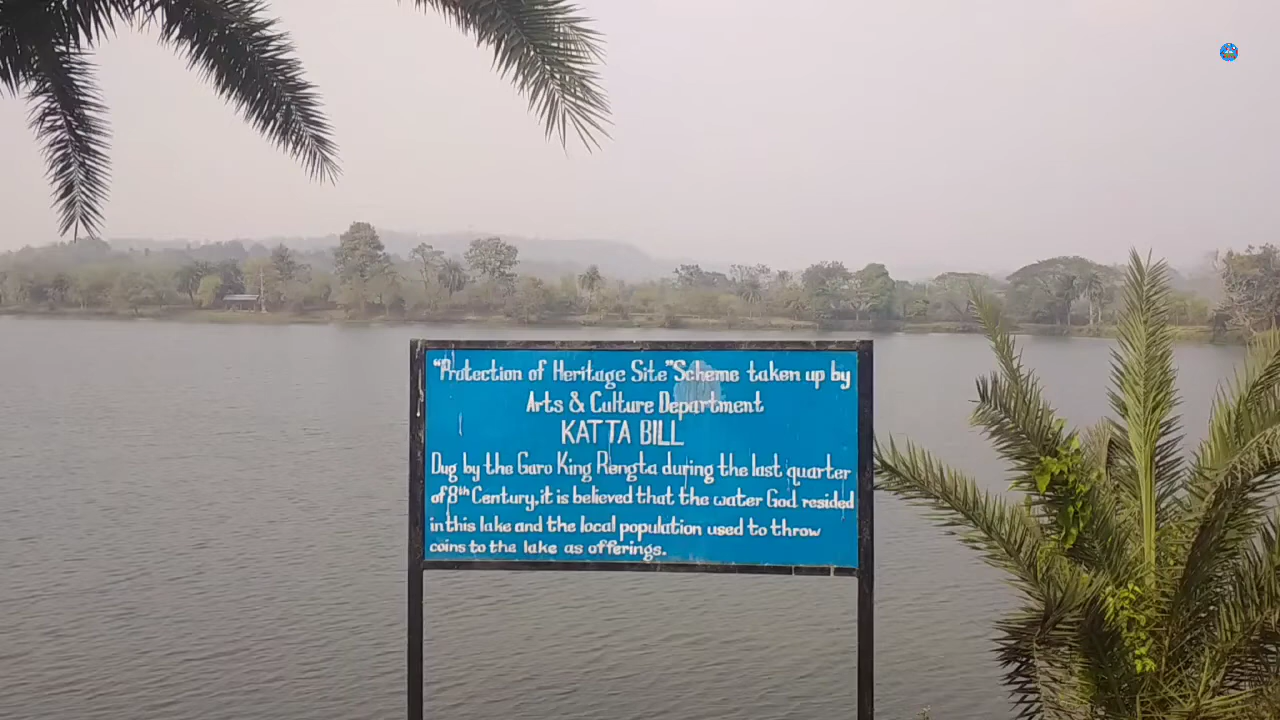 "Protection of Heritage Site" Scheme taken up by
Arts & Culture Department
KATTA BILL
Dug by the Garo King Rengta during the last quarter
of 8th Century, it is believed that the water God resided
in this lake and the local population used to throw
coins to the lake as offerings.